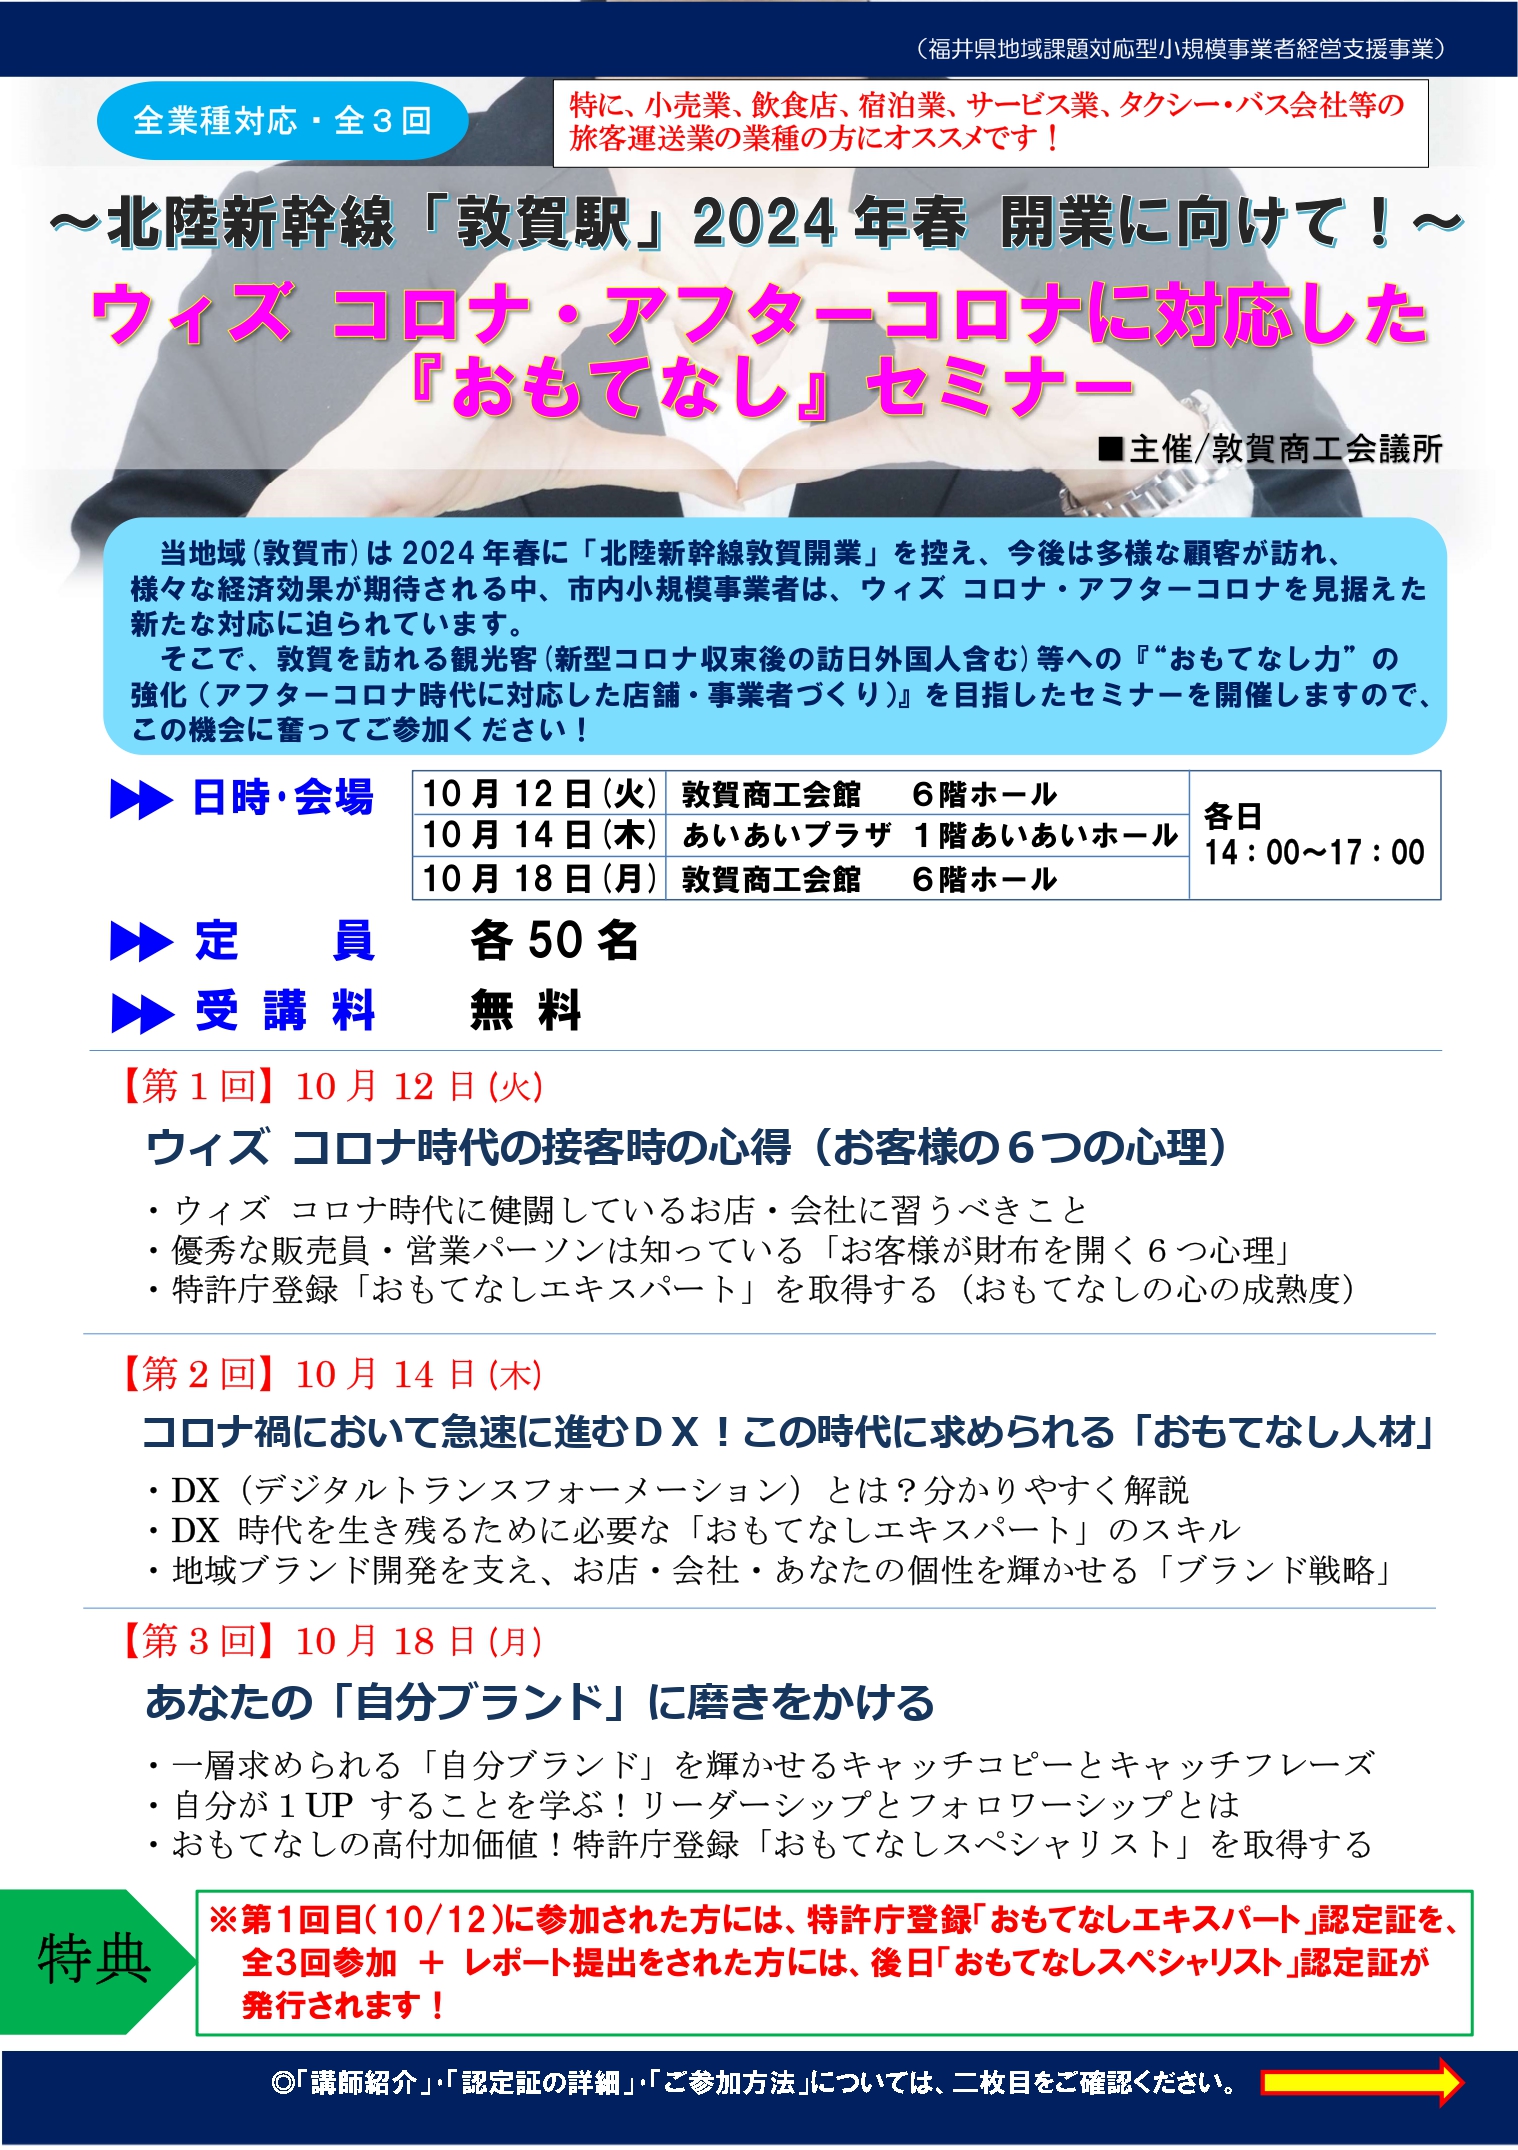 （福井県地域課題対応型小規模事業者経営支援事業）
全業種対応・全３回
特に、小売業、飲食店、宿泊業、サービス業、タクシー・バス会社等の
旅客運送業の業種の方にオススメです！
～北陸新幹線「敦賀駅」2024 年春 開業に向けて！～
ウィズ コロナ・アフターコロナに対応した
『おもてなし』セミナー
■主催/敦賀商工会議所
当地域(敦賀市)は 2024 年春に「北陸新幹線敦賀開業」を控え、今後は多様な顧客が訪れ、
様々な経済効果が期待される中、市内小規模事業者は、ウィズ コロナ・アフターコロナを見据えた
新たな対応に迫られています。
そこで、敦賀を訪れる観光客(新型コロナ収束後の訪日外国人含む)等への『“おもてなし力”の
強化（アフターコロナ時代に対応した店舗・事業者づくり）』を目指したセミナーを開催しますので、
この機会に奮ってご参加ください！
日時・会場
10 月 12 日(火) 敦賀商工会館 ６階ホール
10 月 14 日(木) あいあいプラザ １階あいあいホール
10 月 18 日(月) 敦賀商工会館 ６階ホール
各日
14：00～17：00
定員 各 50 名
受講料 無料
【第１回】10 月 12 日(火)
ウィズ コロナ時代の接客時の心得（お客様の６つの心理）
・ウィズ コロナ時代に健闘しているお店・会社に習うべきこと
・優秀な販売員・営業パーソンは知っている「お客様が財布を開く６つ心理」
・特許庁登録「おもてなしエキスパート」を取得する（おもてなしの心の成熟度）
【第２回】10 月 14 日(木)
コロナ禍において急速に進むＤＸ！この時代に求められる「おもてなし人材」
・DX（デジタルトランスフォーメーション）とは？分かりやすく解説
・DX 時代を生き残るために必要な「おもてなしエキスパート」のスキル
・地域ブランド開発を支え、お店・会社・あなたの個性を輝かせる「ブランド戦略」
【第３回】10 月 18 日(月)
あなたの「自分ブランド」に磨きをかける
・一層求められる「自分ブランド」を輝かせるキャッチコピーとキャッチフレーズ
・自分が１UP することを学ぶ！リーダーシップとフォロワーシップとは
・おもてなしの高付加価値！特許庁登録「おもてなしスペシャリスト」を取得する
特典
※第１回目（10/12）に参加された方には、特許庁登録「おもてなしエキスパート」認定証を、
全３回参加 ＋ レポート提出をされた方には、後日「おもてなしスペシャリスト」認定証が
発行されます！
◎「講師紹介」・「認定証の詳細」・「ご参加方法」については、二枚目をご確認ください。